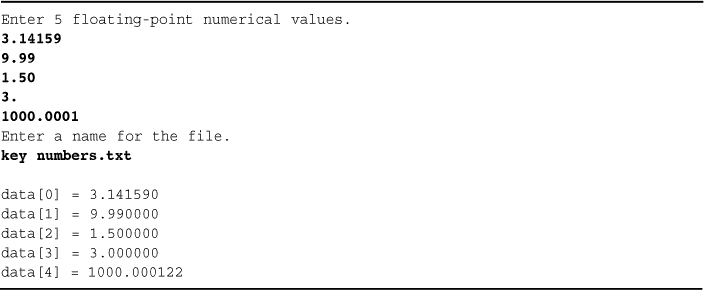 Enter 5 floating-point numerical values.
3.14159
9.99
1.50
3.
1000.0001
Enter a name for the file.
key numbers.txt
data[0] = 3.141590
data[1] = 9.990000
data[2] = 1.500000
data[3] = 3.000000
data[4] = 1000.000122